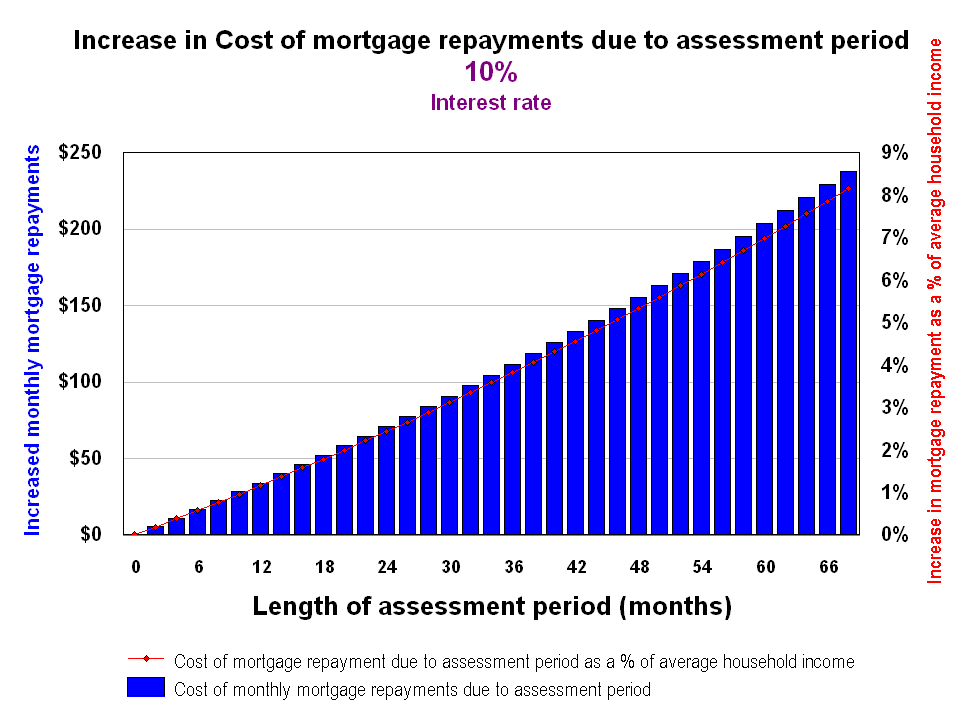 Increase in Cost of mortgage repayments due to assessment period
10%
Interest rate
Increased monthly mortgage repayments
$250
$200
$150
$100
$50
$0
9%
8%
7%
6%
5%
4%
3%
2%
1%
0%
Increase in mortgage repayment as a % of average household income
0 6 12 18 24 30 36 42 48 54 60 66
Length of assessment period (months)
Cost of mortgage repayment due to assessment period as a % of average household income
Cost of monthly mortgage repayments due to assessment period